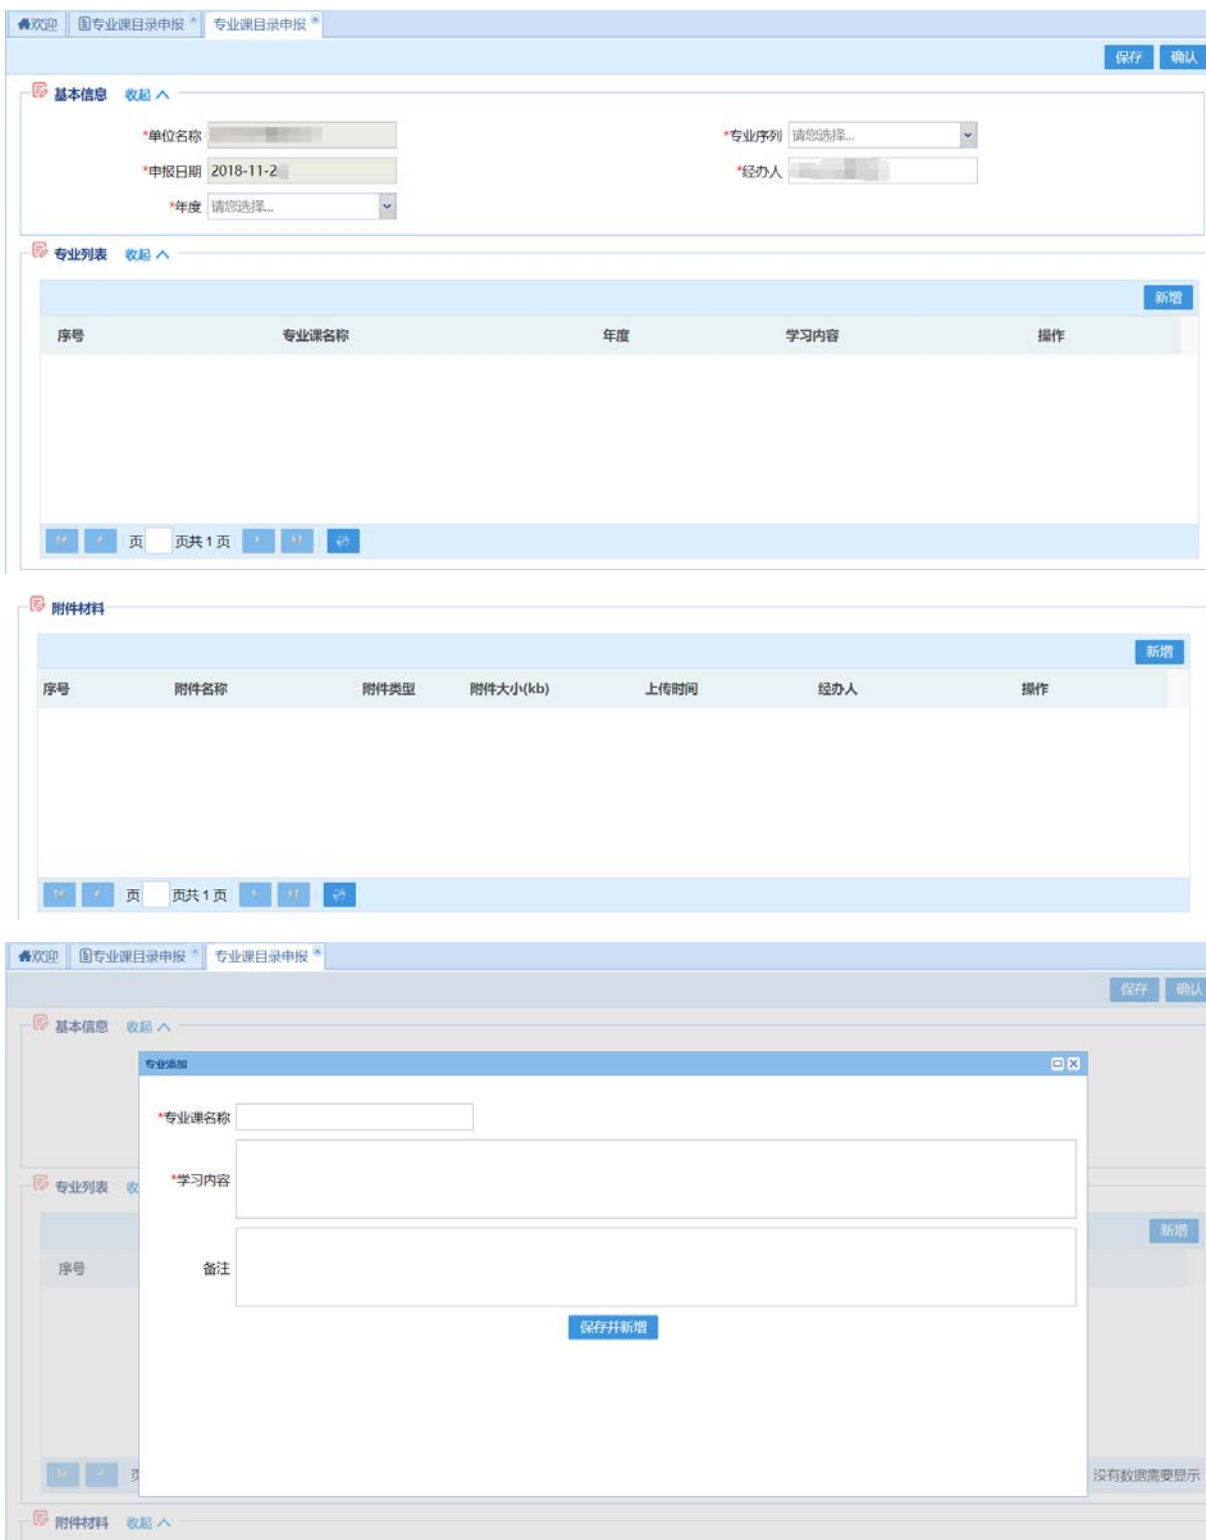 欢迎 专业课目录申报 专业课目录申报
保存 确认
基本信息 收起
*单位名称 *专业序列 请您选择...
*申报日期 2018-11-2 *经办人
*年度 请您选择...
专业列表 收起
新增
序号 专业课名称 年度 学习内容 操作
页 页共 1 页
附件材料
新增
序号 附件名称 附件类型 附件大小(kb) 上传时间 经办人 操作
页 页共 1 页
欢迎 专业课目录申报 专业课目录申报
保存 确认
基本信息 收起
专业添加
*专业课名称
*学习内容
专业列表 收
新增
序号
备注
保存并新增
页
没有数据需要显示
附件材料 收起